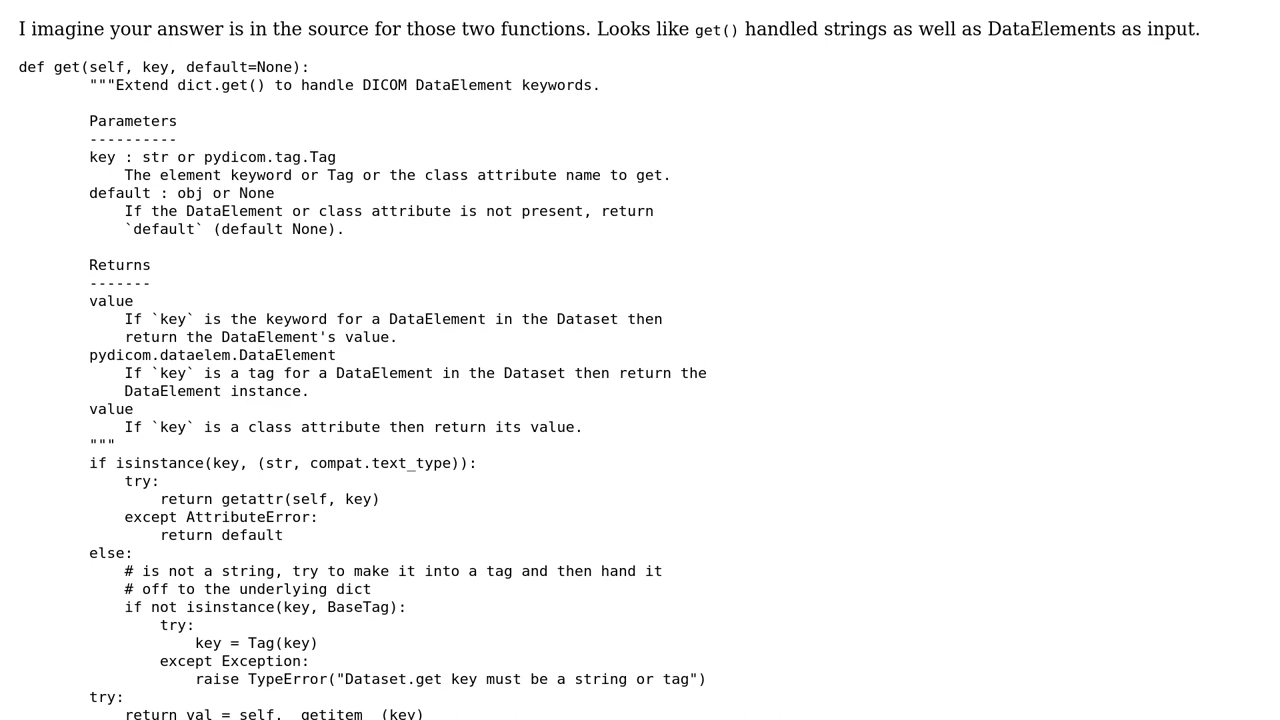 I imagine your answer is in the source for those two functions. Looks like get() handled strings as well as DataElements as input.
def get(self, key, default=None):
        """Extend dict.get() to handle DICOM DataElement keywords.

        Parameters
        ----------
        key : str or pydicom.tag.Tag
            The element keyword or Tag or the class attribute name to get.
        default : obj or None
            If the DataElement or class attribute is not present, return
            `default` (default None).

        Returns
        -------
        value
            If `key` is the keyword for a DataElement in the Dataset then
            return the DataElement's value.
        pydicom.dataelem.DataElement
            If `key` is a tag for a DataElement in the Dataset then return the
            DataElement instance.
        value
            If `key` is a class attribute then return its value.
        """
        if isinstance(key, (str, compat.text_type)):
            try:
                return getattr(self, key)
            except AttributeError:
                return default
        else:
            # is not a string, try to make it into a tag and then hand it
            # off to the underlying dict
            if not isinstance(key, BaseTag):
                try:
                    key = Tag(key)
                except Exception:
                    raise TypeError("Dataset.get key must be a string or tag")
        try:
            return val = self.__getitem__(key)